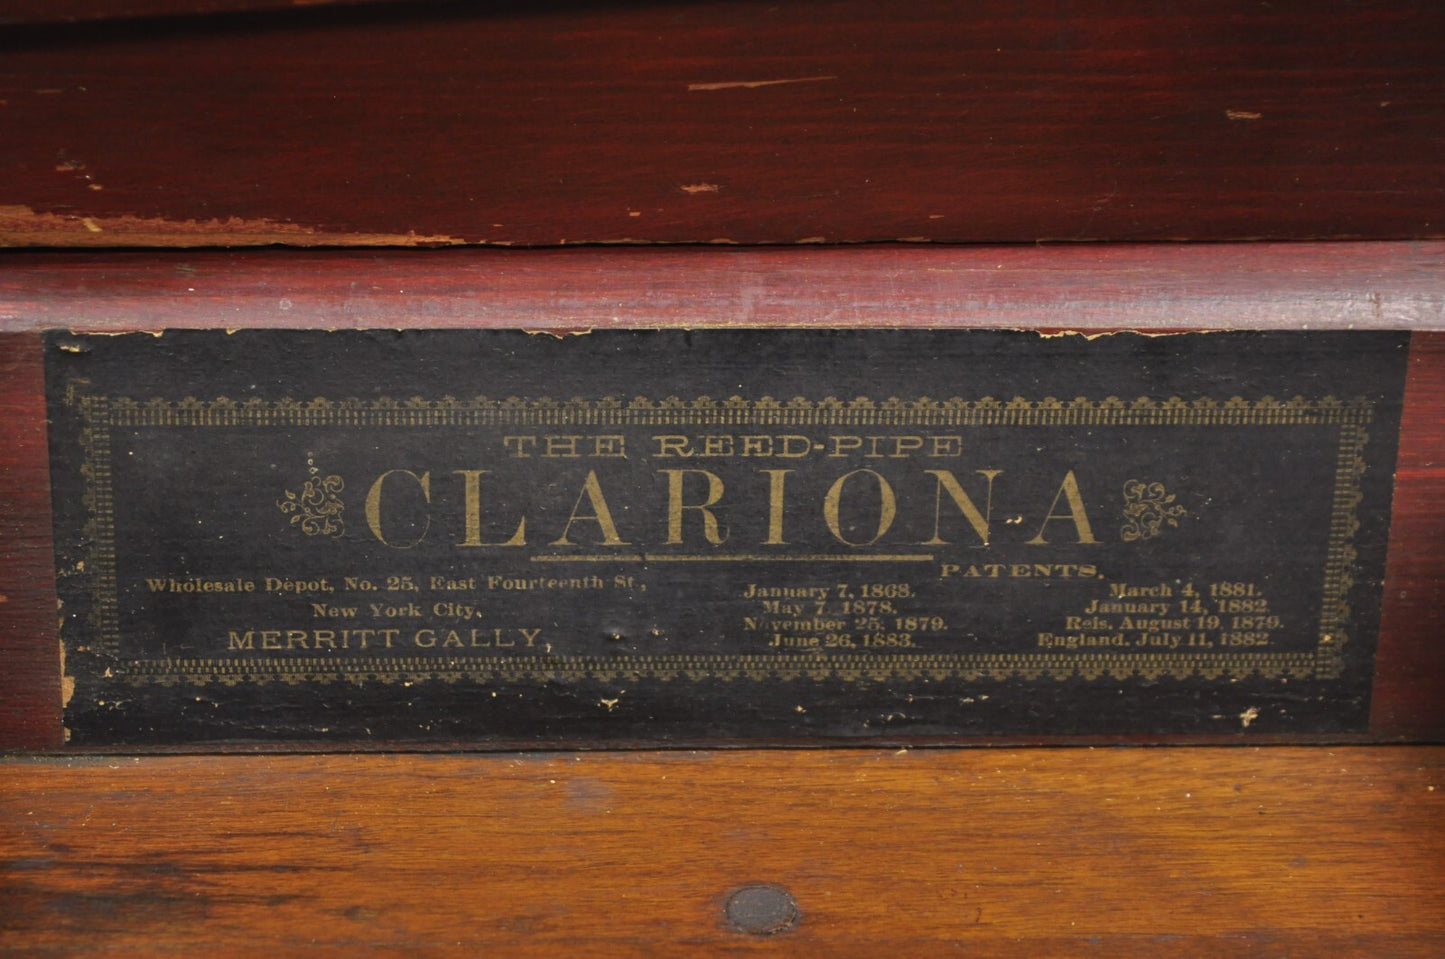 THE REED-PIPE
CLARIONA
Wholesale Depot, No. 25, East Fourteenth St.,
New York City,
MERRITT GALLY,
PATENTS.
January 7, 1868.
May 7, 1878.
November 25, 1879.
June 26, 1883.
March 4, 1881.
January 14, 1882
Reis. August 19, 1879.
England. July 11, 1882